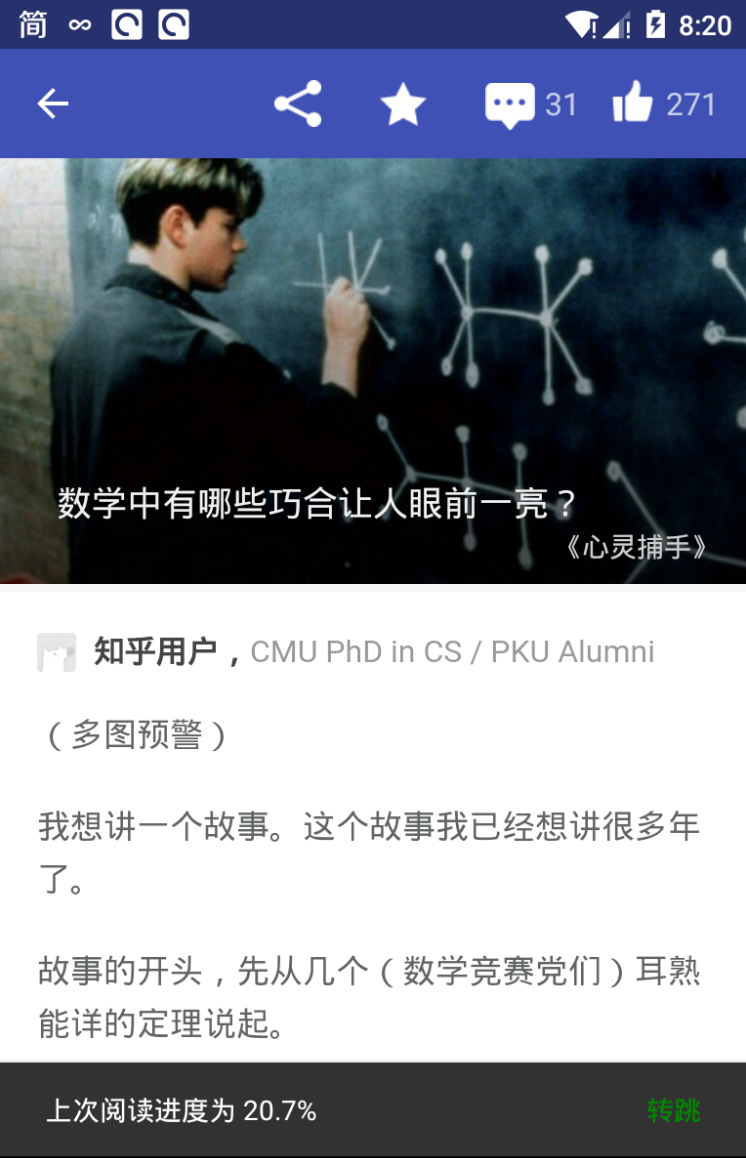 简 8:20
31 271
数学中有哪些巧合让人眼前一亮？
《心灵捕手》
知乎用户，CMU PhD in CS / PKU Alumni
（多图预警）
我想讲一个故事。这个故事我已经想讲很多年
了。
故事的开头，先从几个（数学竞赛党们）耳熟
能详的定理说起。
上次阅读进度为 20.7% 转跳